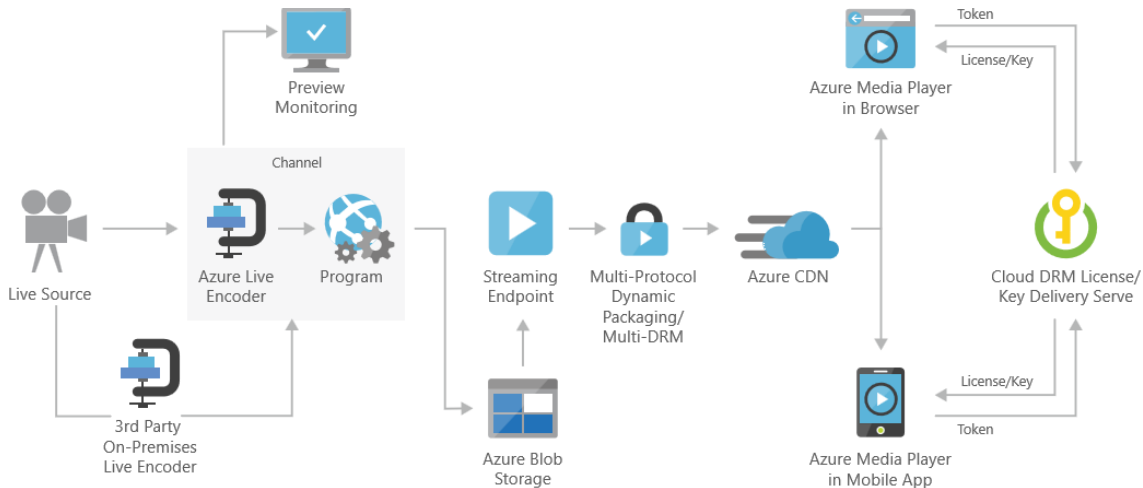 Preview
Monitoring
Channel
Live Source
Azure Live
Encoder
Program
3rd Party
On-Premises
Live Encoder
Streaming
Endpoint
Azure Blob
Storage
Multi-Protocol
Dynamic
Packaging/
Multi-DRM
Azure CDN
Azure Media Player
in Browser
Token
License/Key
Cloud DRM License/
Key Delivery Serve
License/Key
Token
Azure Media Player
in Mobile App